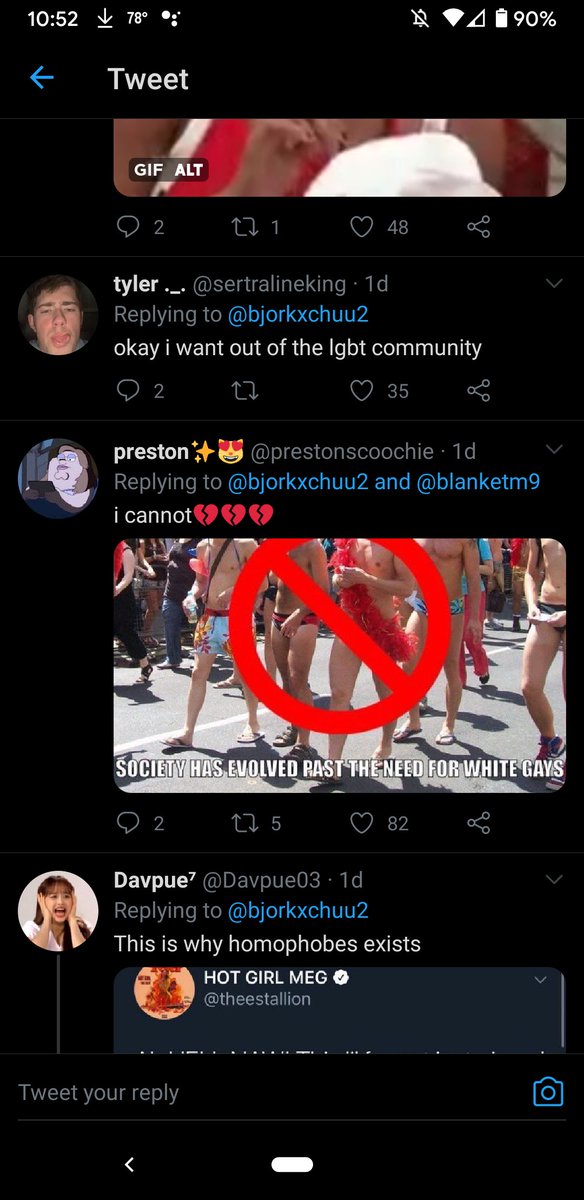 10:52 78° 90%
Tweet
GIF ALT
2 1 48
tyler ._. @sertralineking · 1d
Replying to @bjorkxchuu2
okay i want out of the lgbt community
2 35
preston✨😻 @prestonscoochie · 1d
Replying to @bjorkxchuu2 and @blanketm9
i cannot💔💔💔
SOCIETY HAS EVOLVED PAST THE NEED FOR WHITE GAYS
2 5 82
Davpue⁷ @Davpue03 · 1d
Replying to @bjorkxchuu2
This is why homophobes exists
HOT GIRL MEG
@theestallion
Tweet your reply